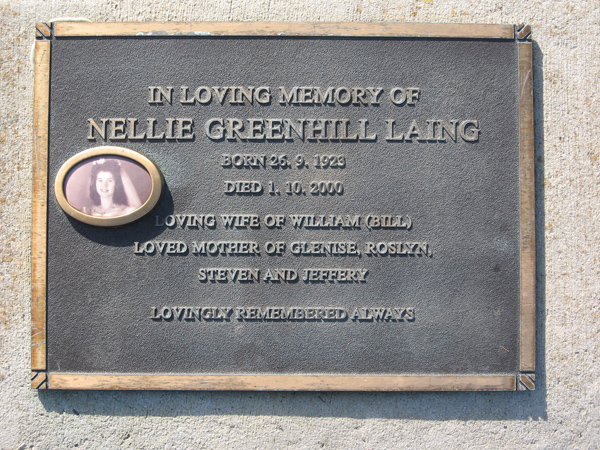 IN LOVING MEMORY OF
NELLIE GREENHILL LAING
BORN 26. 9. 1923
DIED 1. 10. 2000
LOVING WIFE OF WILLIAM (BILL)
LOVED MOTHER OF GLENISE, ROSLYN,
STEVEN AND JEFFERY
LOVINGLY REMEMBERED ALWAYS